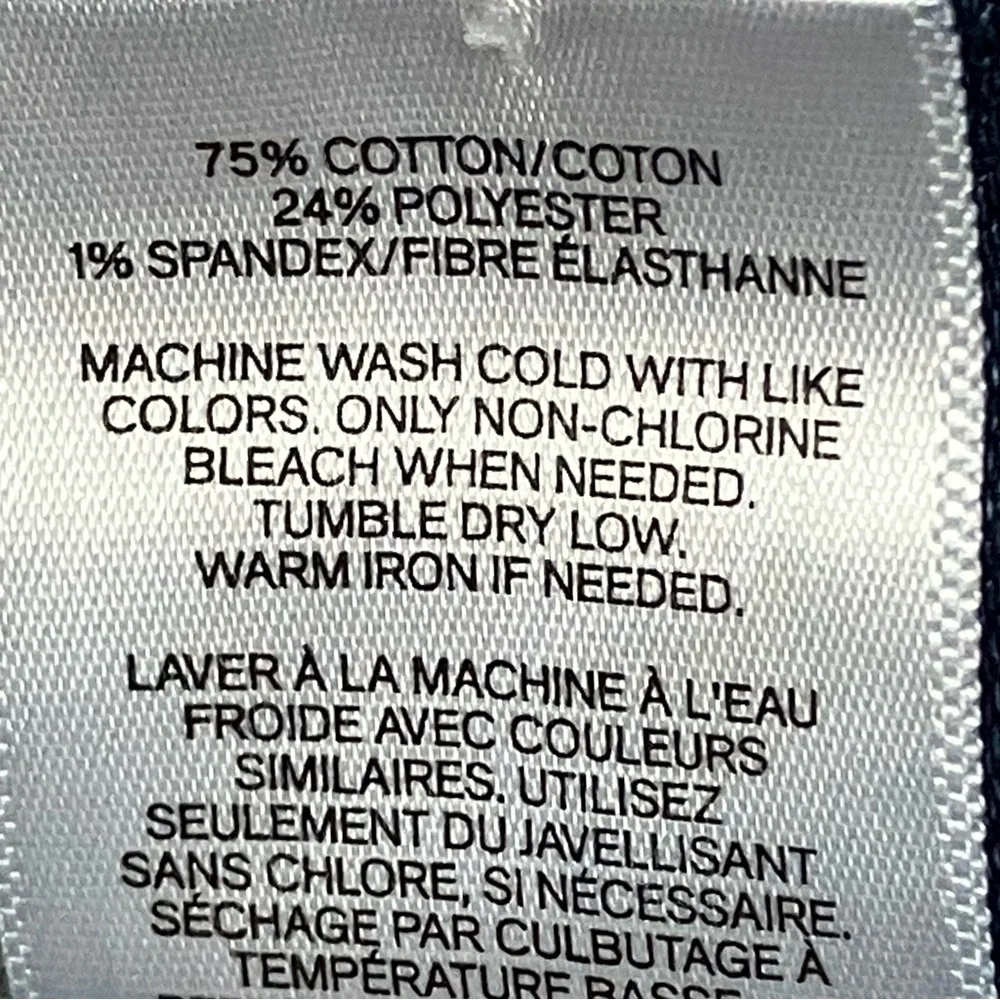 75% COTTON/COTON
24% POLYESTER
1% SPANDEX/FIBRE ÉLASTHANNE
MACHINE WASH COLD WITH LIKE
COLORS. ONLY NON-CHLORINE
BLEACH WHEN NEEDED.
TUMBLE DRY LOW.
WARM IRON IF NEEDED.
LAVER À LA MACHINE À L'EAU
FROIDE AVEC COULEURS
SIMILAIRES. UTILISEZ
SEULEMENT DU JAVELLISANT
SANS CHLORE, SI NÉCESSAIRE.
SÉCHAGE PAR CULBUTAGE À
TEMPÉRATURE BASSE